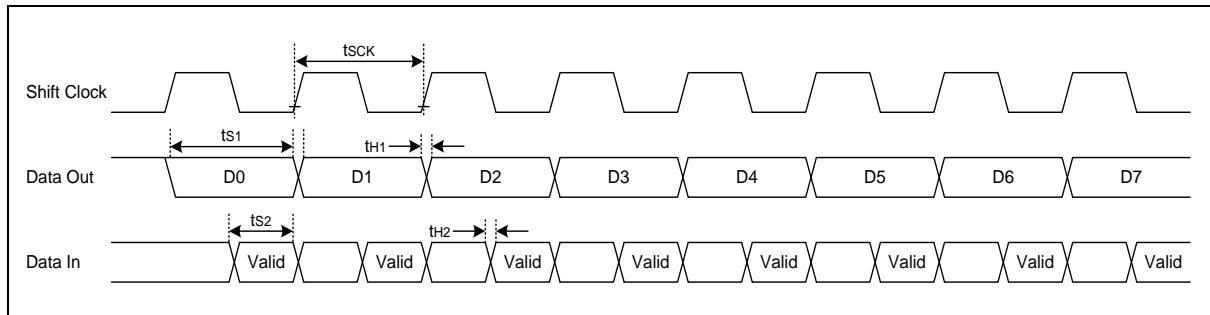 tSCK
Shift Clock
tS1
tH1
Data Out D0 D1 D2 D3 D4 D5 D6 D7
tS2
tH2
Data In Valid Valid Valid Valid Valid Valid Valid Valid